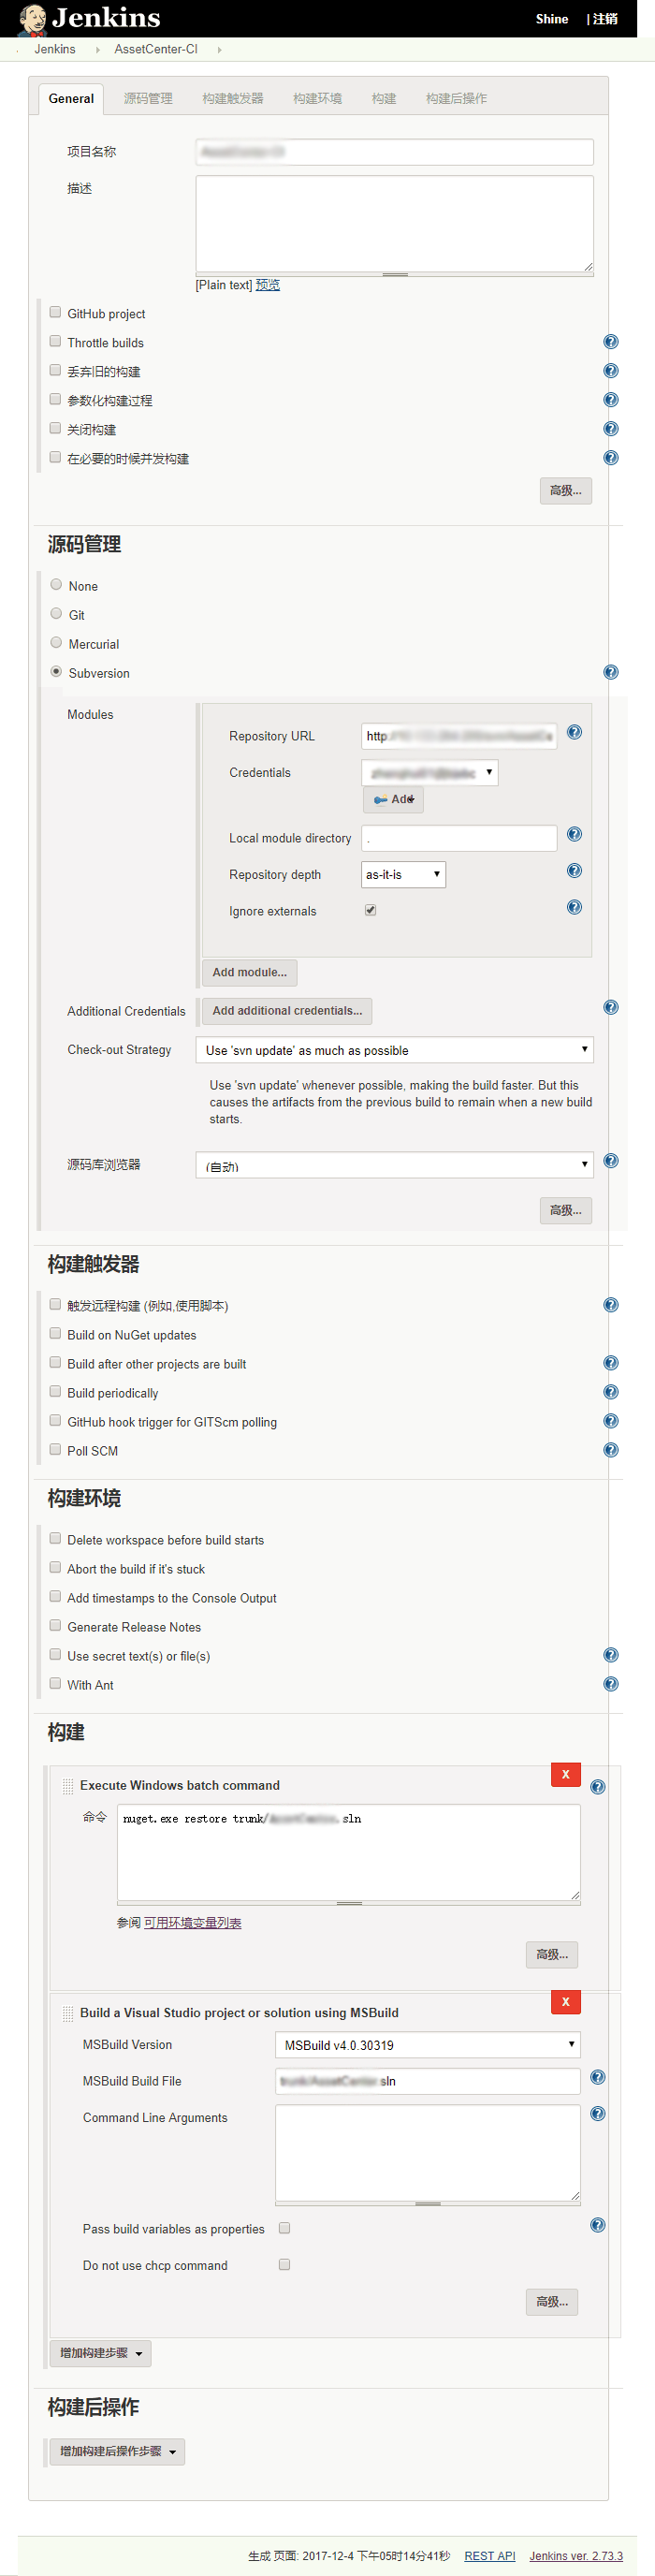 Jenkins
Shine | 注销
Jenkins AssetCenter-CI
General 源码管理 构建触发器 构建环境 构建 构建后操作
项目名称
描述
[Plain text] 预览
GitHub project
Throttle builds
丢弃旧的构建
参数化构建过程
关闭构建
在必要的时候并发构建
高级...
源码管理
None
Git
Mercurial
Subversion
Modules
Repository URL http:
Credentials
Add
Local module directory .
Repository depth as-it-is
Ignore externals
Add module...
Additional Credentials Add additional credentials...
Check-out Strategy Use 'svn update' as much as possible
Use 'svn update' whenever possible, making the build faster. But this
causes the artifacts from the previous build to remain when a new build
starts.
源码库浏览器 (自动)
高级...
构建触发器
触发远程构建 (例如,使用脚本)
Build on NuGet updates
Build after other projects are built
Build periodically
GitHub hook trigger for GITScm polling
Poll SCM
构建环境
Delete workspace before build starts
Abort the build if it's stuck
Add timestamps to the Console Output
Generate Release Notes
Use secret text(s) or file(s)
With Ant
构建
X
Execute Windows batch command
命令 nuget.exe restore trunk/ .sln
参阅 可用环境变量列表
高级...
X
Build a Visual Studio project or solution using MSBuild
MSBuild Version MSBuild v4.0.30319
MSBuild Build File .sln
Command Line Arguments
Pass build variables as properties
Do not use chcp command
高级...
增加构建步骤
构建后操作
增加构建后操作步骤
生成 页面: 2017-12-4 下午05时14分41秒 REST API Jenkins ver. 2.73.3